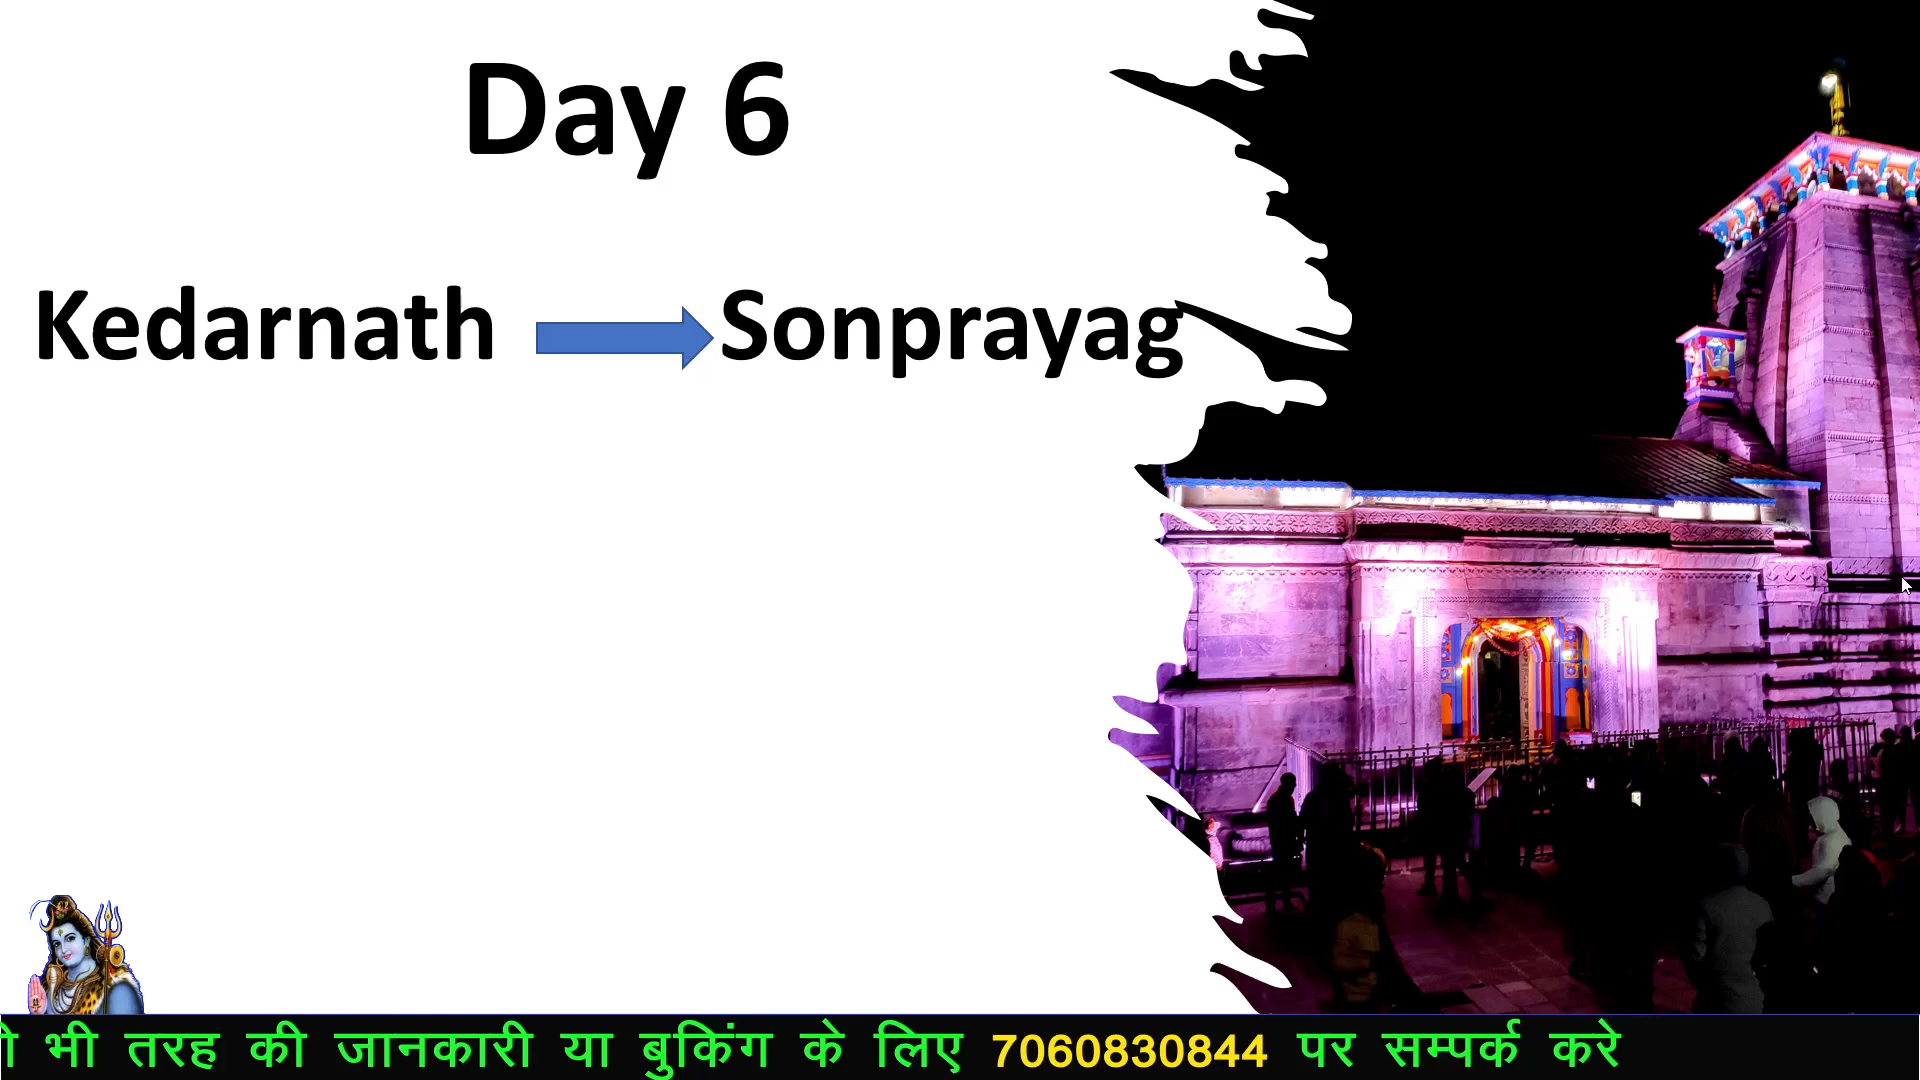 Day 6
Kedarnath Sonprayag
भी तरह की जानकारी या बुकिंग के लिए 7060830844 पर सम्पर्क करे